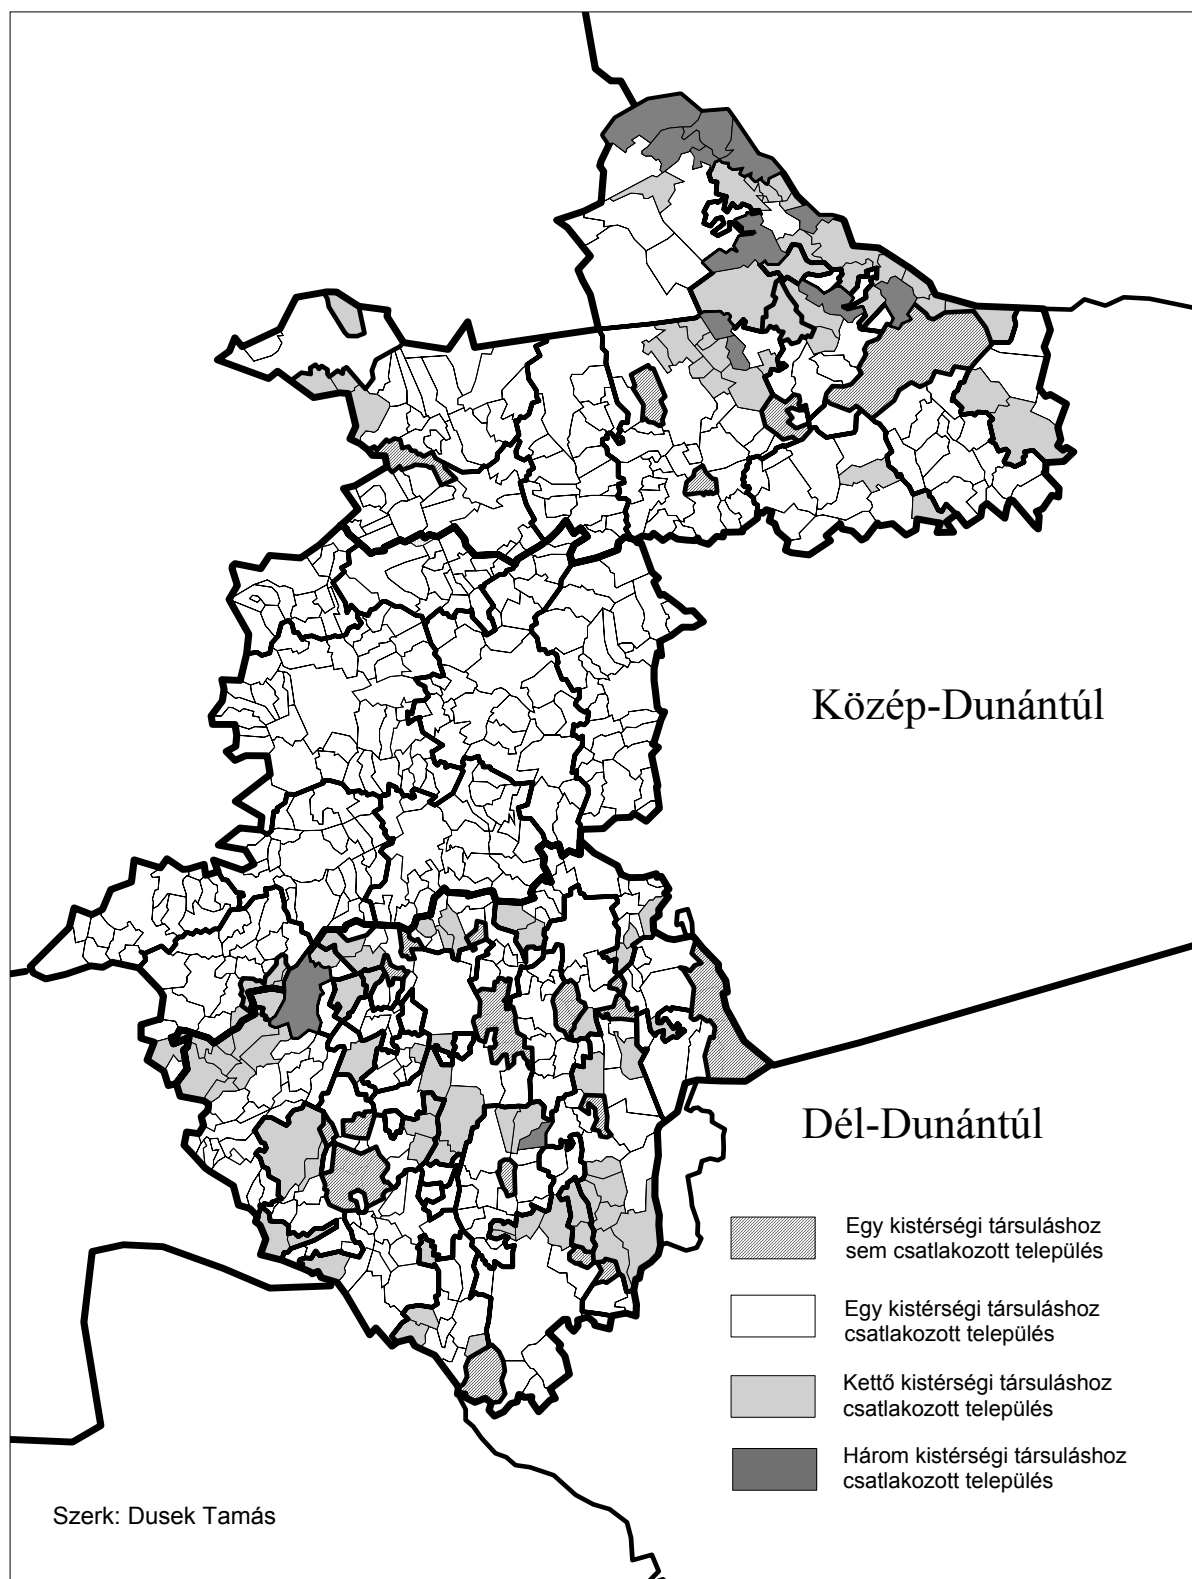 Közép-Dunántúl
Dél-Dunántúl
Egy kistérségi társuláshoz
sem csatlakozott település
Egy kistérségi társuláshoz
csatlakozott település
Kettő kistérségi társuláshoz
csatlakozott település
Három kistérségi társuláshoz
csatlakozott település
Szerk: Dusek Tamás